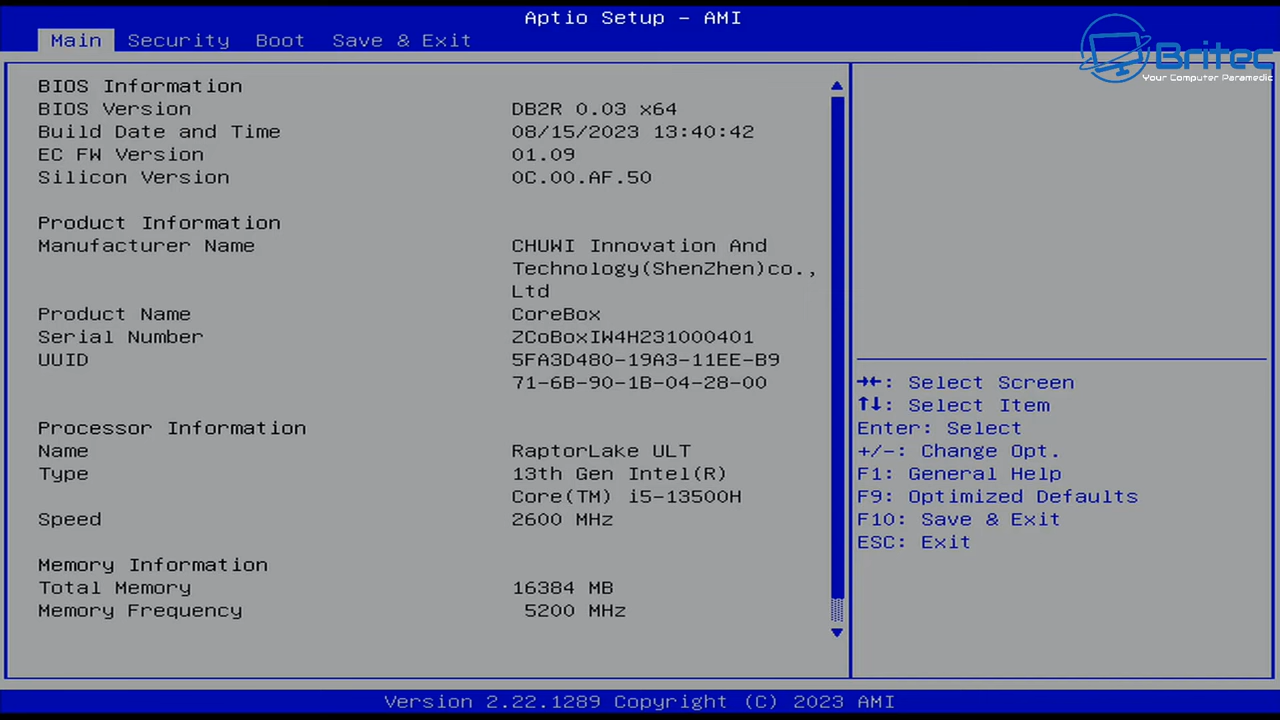 Aptio Setup - AMI
Main Security Boot Save & Exit
Britec
Your Computer Paramedic
BIOS Information
BIOS Version DB2R 0.03 x64
Build Date and Time 08/15/2023 13:40:42
EC FW Version 01.09
Silicon Version 0C.00.AF.50
Product Information
Manufacturer Name CHUWI Innovation And
Technology(ShenZhen)co.,
Ltd
Product Name CoreBox
Serial Number ZCoBoxIW4H231000401
UUID 5FA3D480-19A3-11EE-B9
71-6B-90-1B-04-28-00
Processor Information
Name RaptorLake ULT
Type 13th Gen Intel(R)
Core(TM) i5-13500H
Speed 2600 MHz
Memory Information
Total Memory 16384 MB
Memory Frequency 5200 MHz
→←: Select Screen
↑↓: Select Item
Enter: Select
+/-: Change Opt.
F1: General Help
F9: Optimized Defaults
F10: Save & Exit
ESC: Exit
Version 2.22.1289 Copyright (C) 2023 AMI